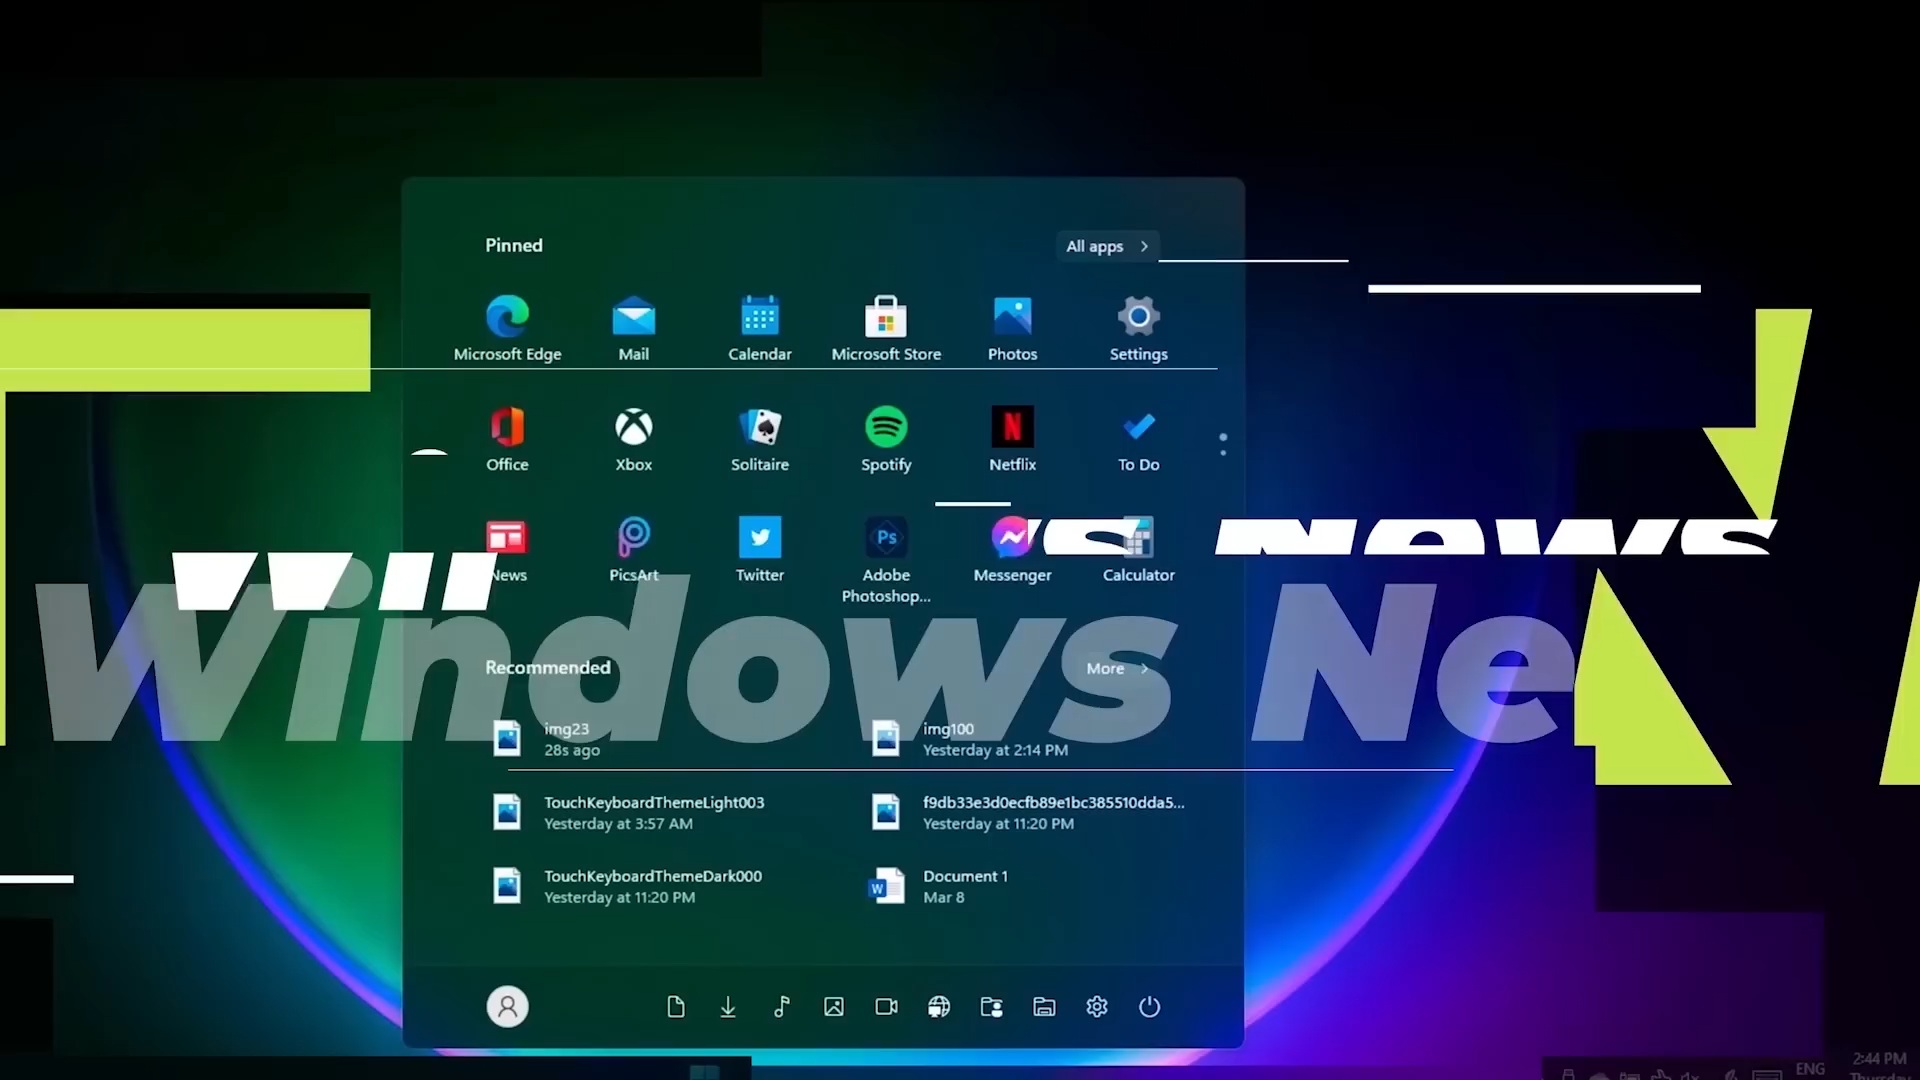 Pinned
All apps
Microsoft Edge
Mail
Calendar
Microsoft Store
Photos
Settings
Office
Xbox
Solitaire
Spotify
Netflix
To Do
News
PicsArt
Twitter
Ps
Adobe
Photoshop...
Messenger
Calculator
s News
Windows Ne
Recommended
More
img23
28s ago
img100
Yesterday at 2:14 PM
TouchKeyboardThemeLight003
Yesterday at 3:57 AM
f9db33e3d0ecfb89e1bc385510dda5...
Yesterday at 11:20 PM
TouchKeyboardThemeDark000
Yesterday at 11:20 PM
W
Document 1
Mar 8
ENG
2:44 PM
Thursday